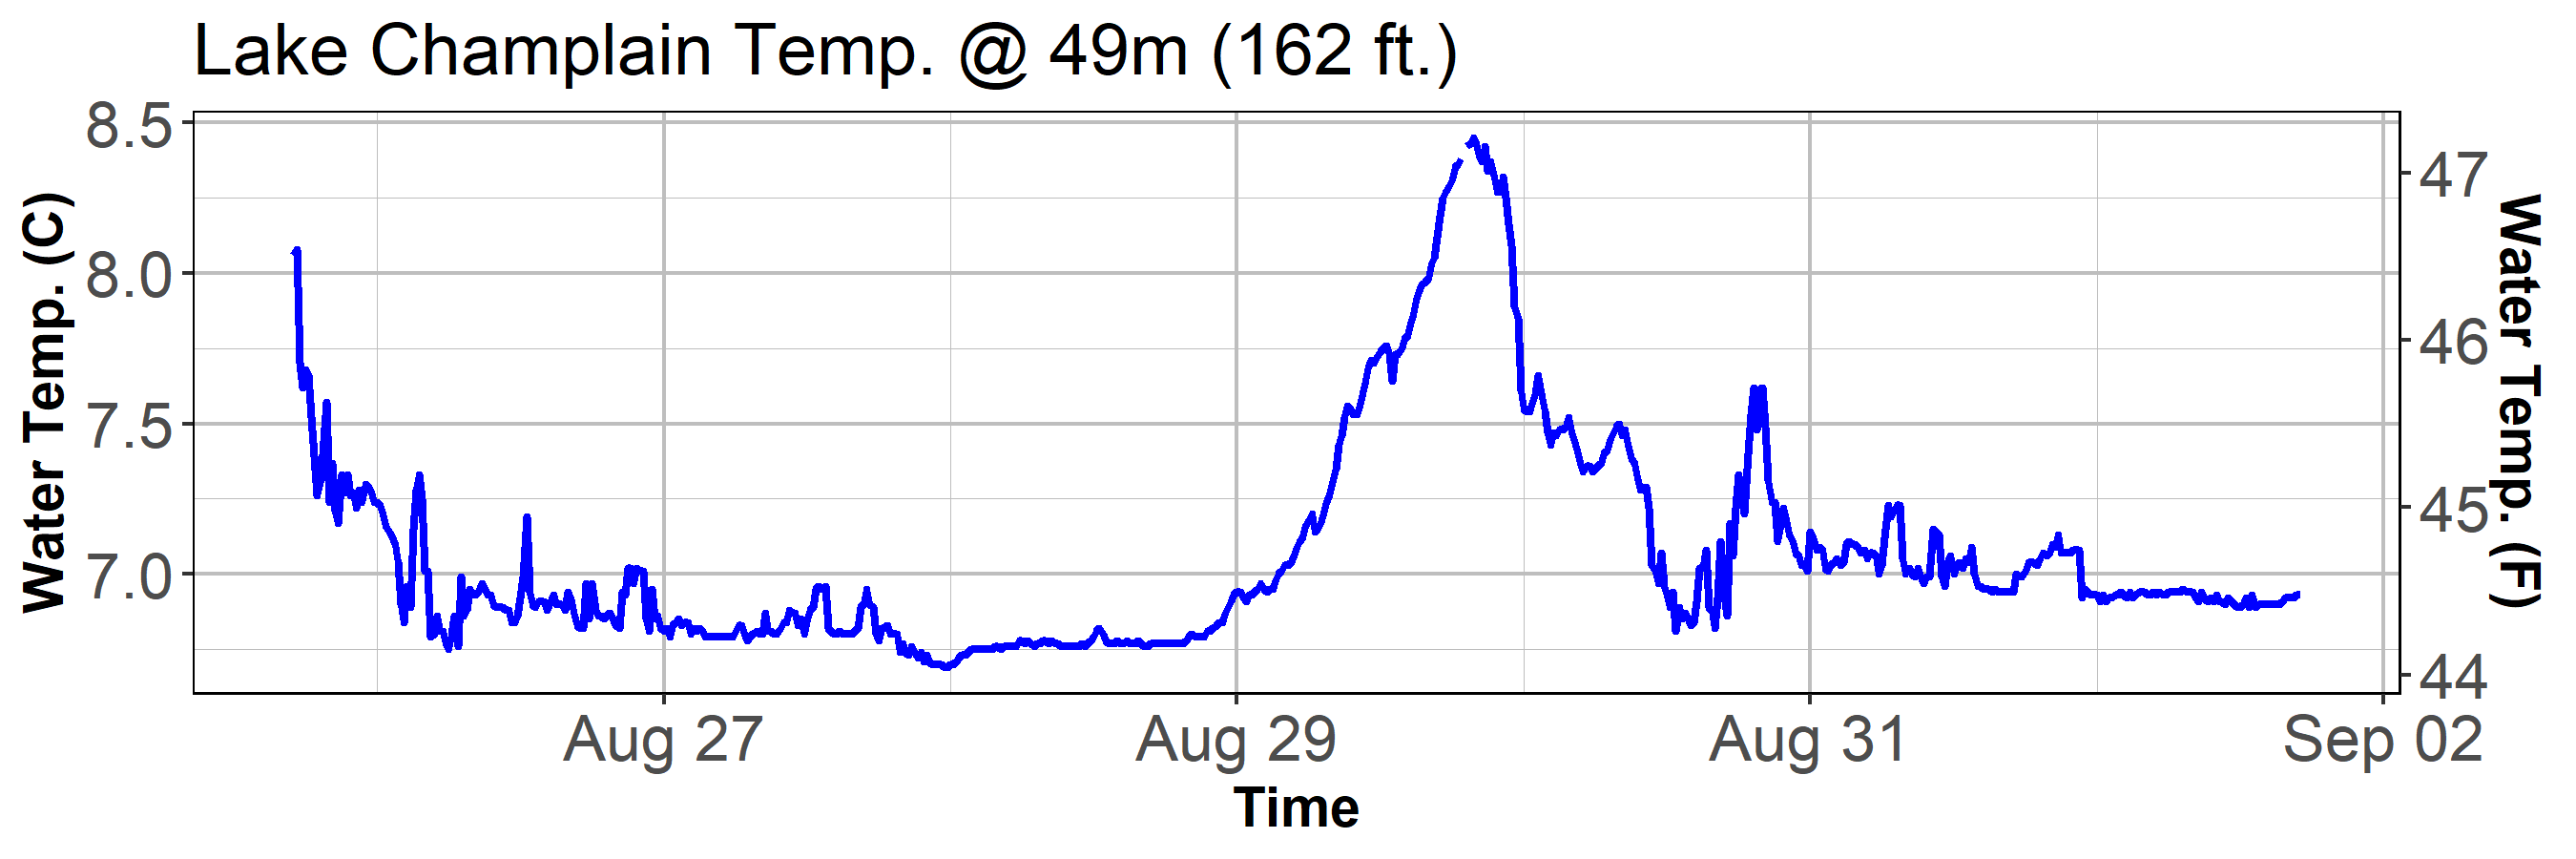 Lake Champlain Temp. @ 49m (162 ft.)
Water Temp. (C)
8.5
8.0
7.5
7.0
47
46
45
44
Water Temp. (F)
Aug 27
Aug 29
Aug 31
Sep 02
Time